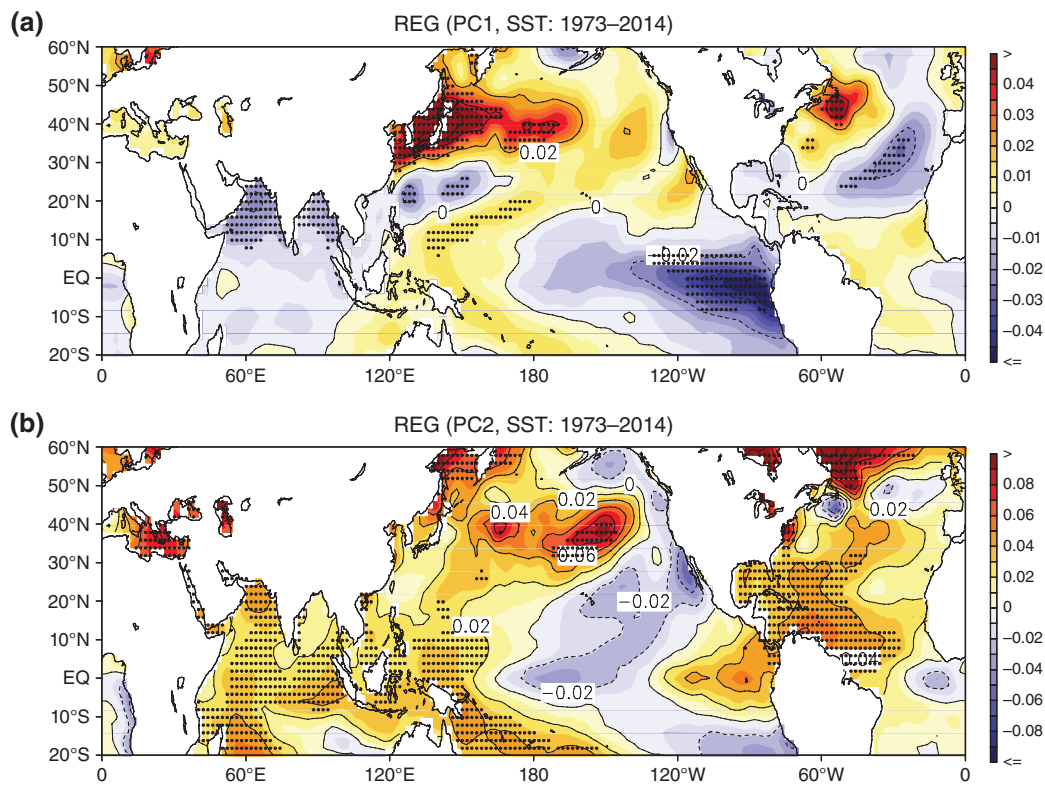 (a)
REG (PC1, SST: 1973–2014)
60°N
50°N
40°N
30°N
20°N
10°N
EQ
10°S
20°S
0
60°E
120°E
180
120°W
60°W
0
0.02
0
0
−0.02
0
0
>
0.04
0.03
0.02
0.01
0
−0.01
−0.02
−0.03
−0.04
<=
(b)
REG (PC2, SST: 1973–2014)
60°N
50°N
40°N
30°N
20°N
10°N
EQ
10°S
20°S
0
60°E
120°E
180
120°W
60°W
0
0.02
0
0.04
0.02
0.06
−0.02
0.02
0.04
−0.02
>
0.08
0.06
0.04
0.02
0
−0.02
−0.04
−0.06
−0.08
<=